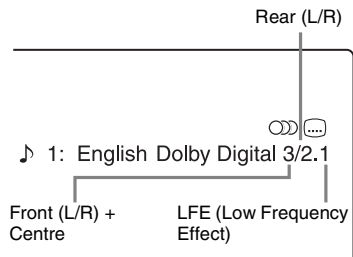 Rear (L/R)
♪ 1: English Dolby Digital 3/2.1
Front (L/R) +
Centre
LFE (Low Frequency
Effect)